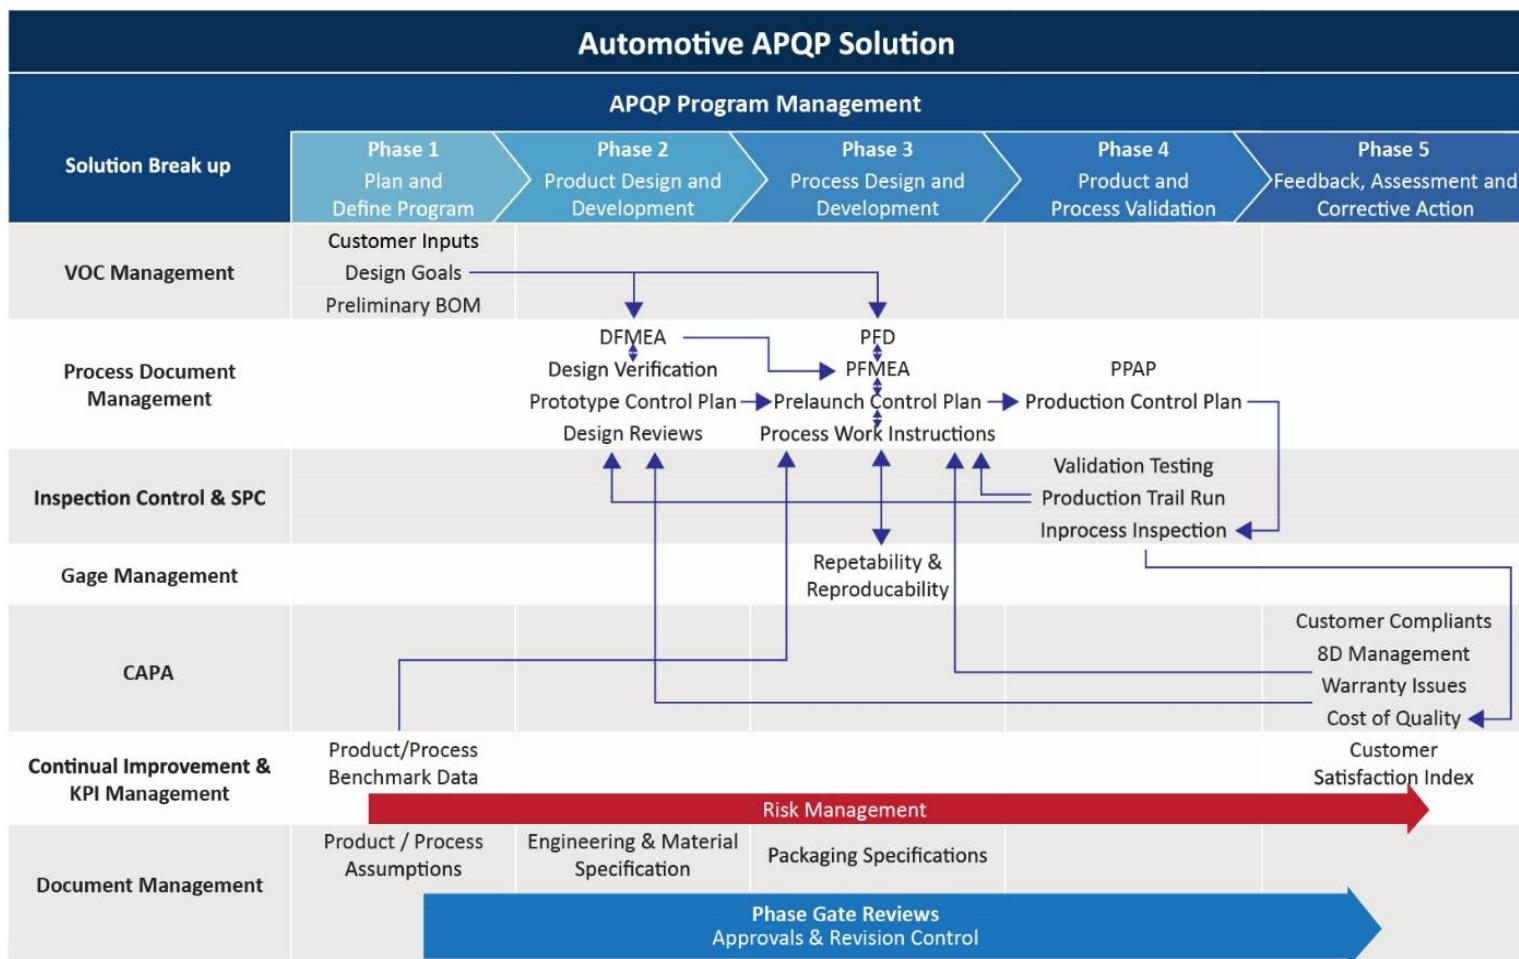 Automotive APQP Solution
APQP Program Management
Solution Break up
Phase 1
Plan and
Define Program
Phase 2
Product Design and
Development
Phase 3
Process Design and
Development
Phase 4
Product and
Process Validation
Phase 5
Feedback, Assessment and
Corrective Action
VOC Management
Customer Inputs
Design Goals
Preliminary BOM
Process Document
Management
DFMEA
Design Verification
Prototype Control Plan
Design Reviews
PFD
PFMEA
Prelaunch Control Plan
Process Work Instructions
PPAP
Production Control Plan
Inspection Control & SPC
Validation Testing
Production Trail Run
Inprocess Inspection
Gage Management
Repetability &
Reproducability
CAPA
Customer Compliants
8D Management
Warranty Issues
Cost of Quality
Continual Improvement &
KPI Management
Product/Process
Benchmark Data
Customer
Satisfaction Index
Risk Management
Document Management
Product / Process
Assumptions
Engineering & Material
Specification
Packaging Specifications
Phase Gate Reviews
Approvals & Revision Control